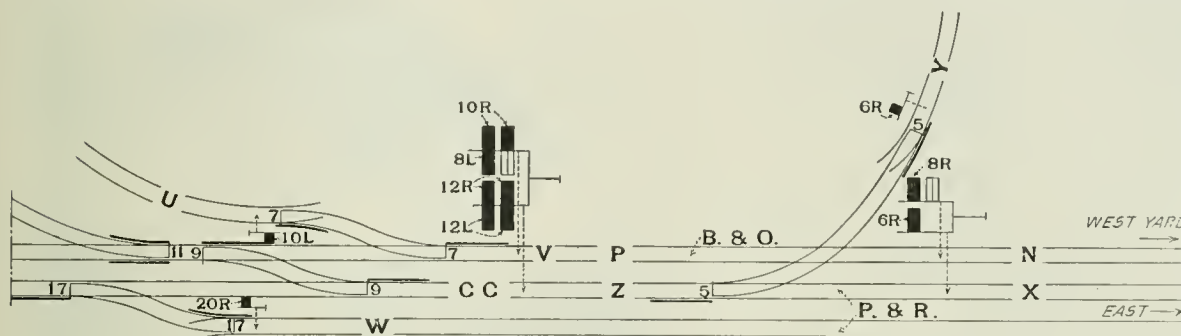 Y
6R
5
10R
8R
8L
U
12R
7
6R
12L
WEST YARD
10L
B. & O.
11 9
7
V P
N
17
20R
9
C C
Z
5
X
P. & R.
EAST
17
W